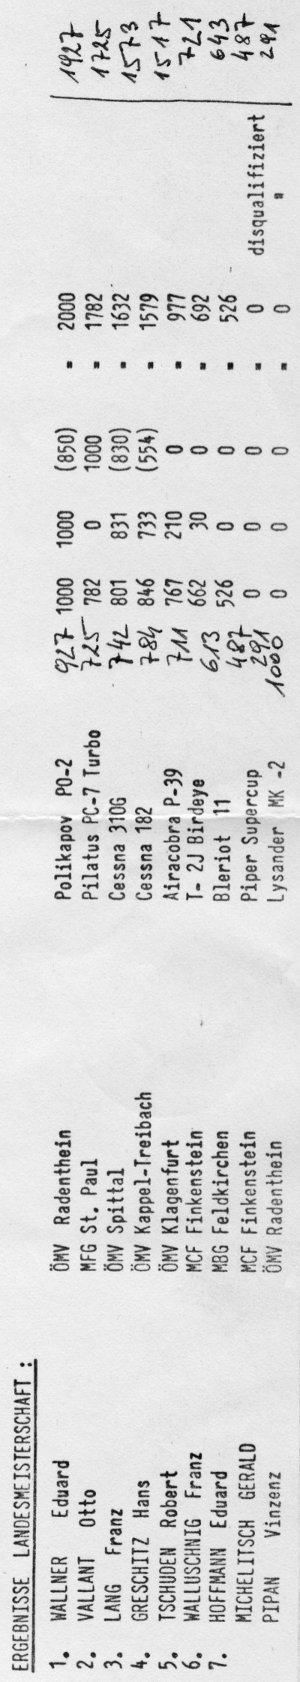 ERGEBNISSE LANDESMEISTERSCHAFT :
1. WALLNER Eduard ÖMV Radenthein Polikapov PO-2 927 1000 1000 (850) " 2000 1927
2. VALLANT Otto MFG St. Paul Pilatus PC-7 Turbo 725 782 0 1000 " 1782 1725
3. LANG Franz ÖMV Spittal Cessna 310G 742 801 831 (830) " 1632 1573
4. GRESCHITZ Hans ÖMV Kappel-Treibach Cessna 182 784 846 733 (554) " 1579 1517
5. TSCHUDEN Robert ÖMV Klagenfurt Airacobra P-39 711 767 210 0 " 977 721
6. WALLUSCHNIG Franz MCF Finkenstein T- 2J Birdeye 613 662 30 0 " 692 643
7. HOFFMANN Eduard MBG Feldkirchen Bleriot 11 487 526 0 0 " 526 487
MICHELITSCH GERALD MCF Finkenstein Piper Supercup 291 0 0 0 " 0 disqualifiziert 291
PIPAN Vinzenz ÖMV Radenthein Lysander MK -2 1000 0 0 0 " 0 "